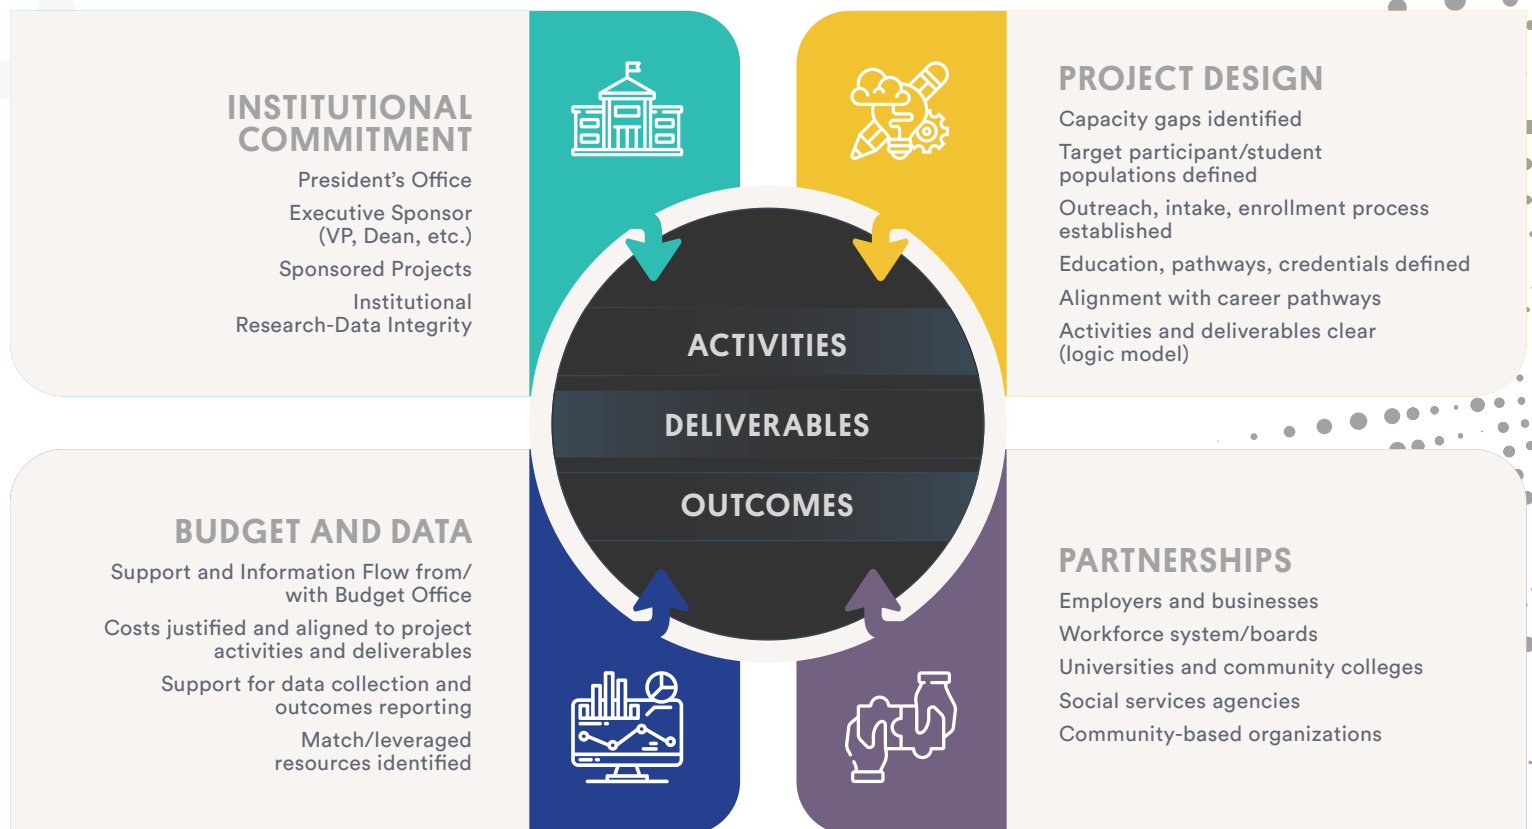 INSTITUTIONAL
COMMITMENT
President’s Office
Executive Sponsor
(VP, Dean, etc.)
Sponsored Projects
Institutional
Research-Data Integrity
PROJECT DESIGN
Capacity gaps identified
Target participant/student
populations defined
Outreach, intake, enrollment process
established
Education, pathways, credentials defined
Alignment with career pathways
Activities and deliverables clear
(logic model)
ACTIVITIES
DELIVERABLES
OUTCOMES
BUDGET AND DATA
Support and Information Flow from/
with Budget Office
Costs justified and aligned to project
activities and deliverables
Support for data collection and
outcomes reporting
Match/leveraged
resources identified
PARTNERSHIPS
Employers and businesses
Workforce system/boards
Universities and community colleges
Social services agencies
Community-based organizations